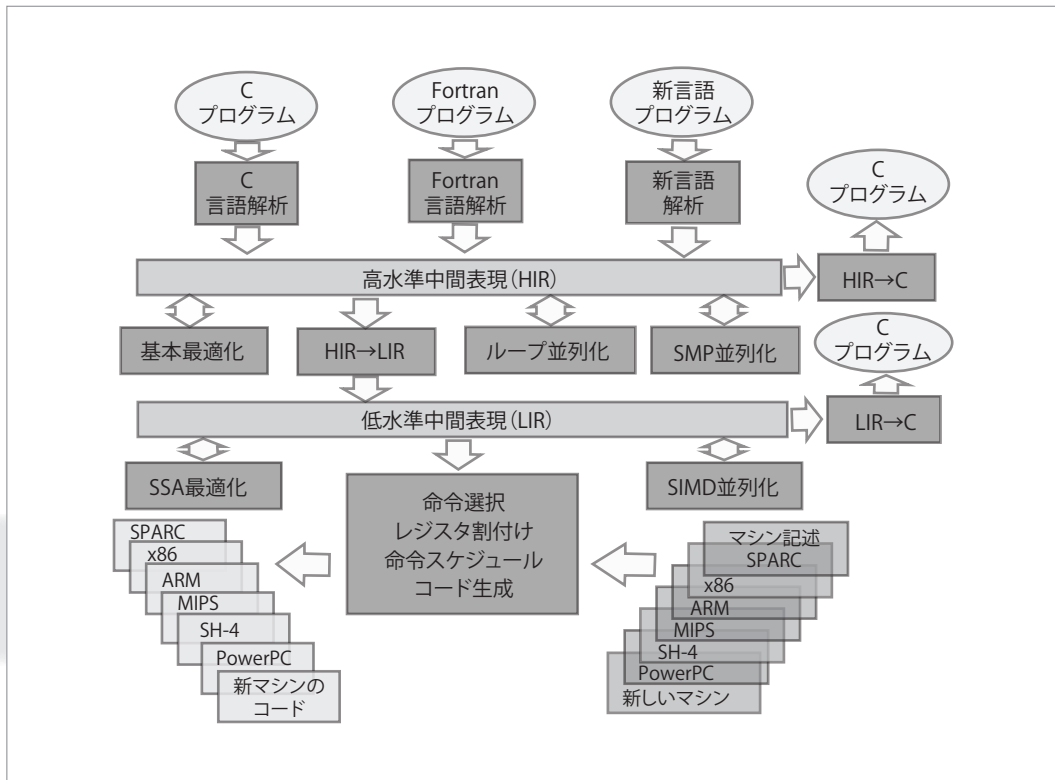 C
プログラム
Fortran
プログラム
新言語
プログラム
C
言語解析
Fortran
言語解析
新言語
解析
C
プログラム
高水準中間表現(HIR)
HIR→C
基本最適化
HIR→LIR
ループ並列化
SMP並列化
C
プログラム
低水準中間表現(LIR)
LIR→C
SSA最適化
命令選択
レジスタ割付け
命令スケジュール
コード生成
SIMD並列化
SPARC
x86
ARM
MIPS
SH-4
PowerPC
新マシンの
コード
マシン記述
SPARC
x86
ARM
MIPS
SH-4
PowerPC
新しいマシン